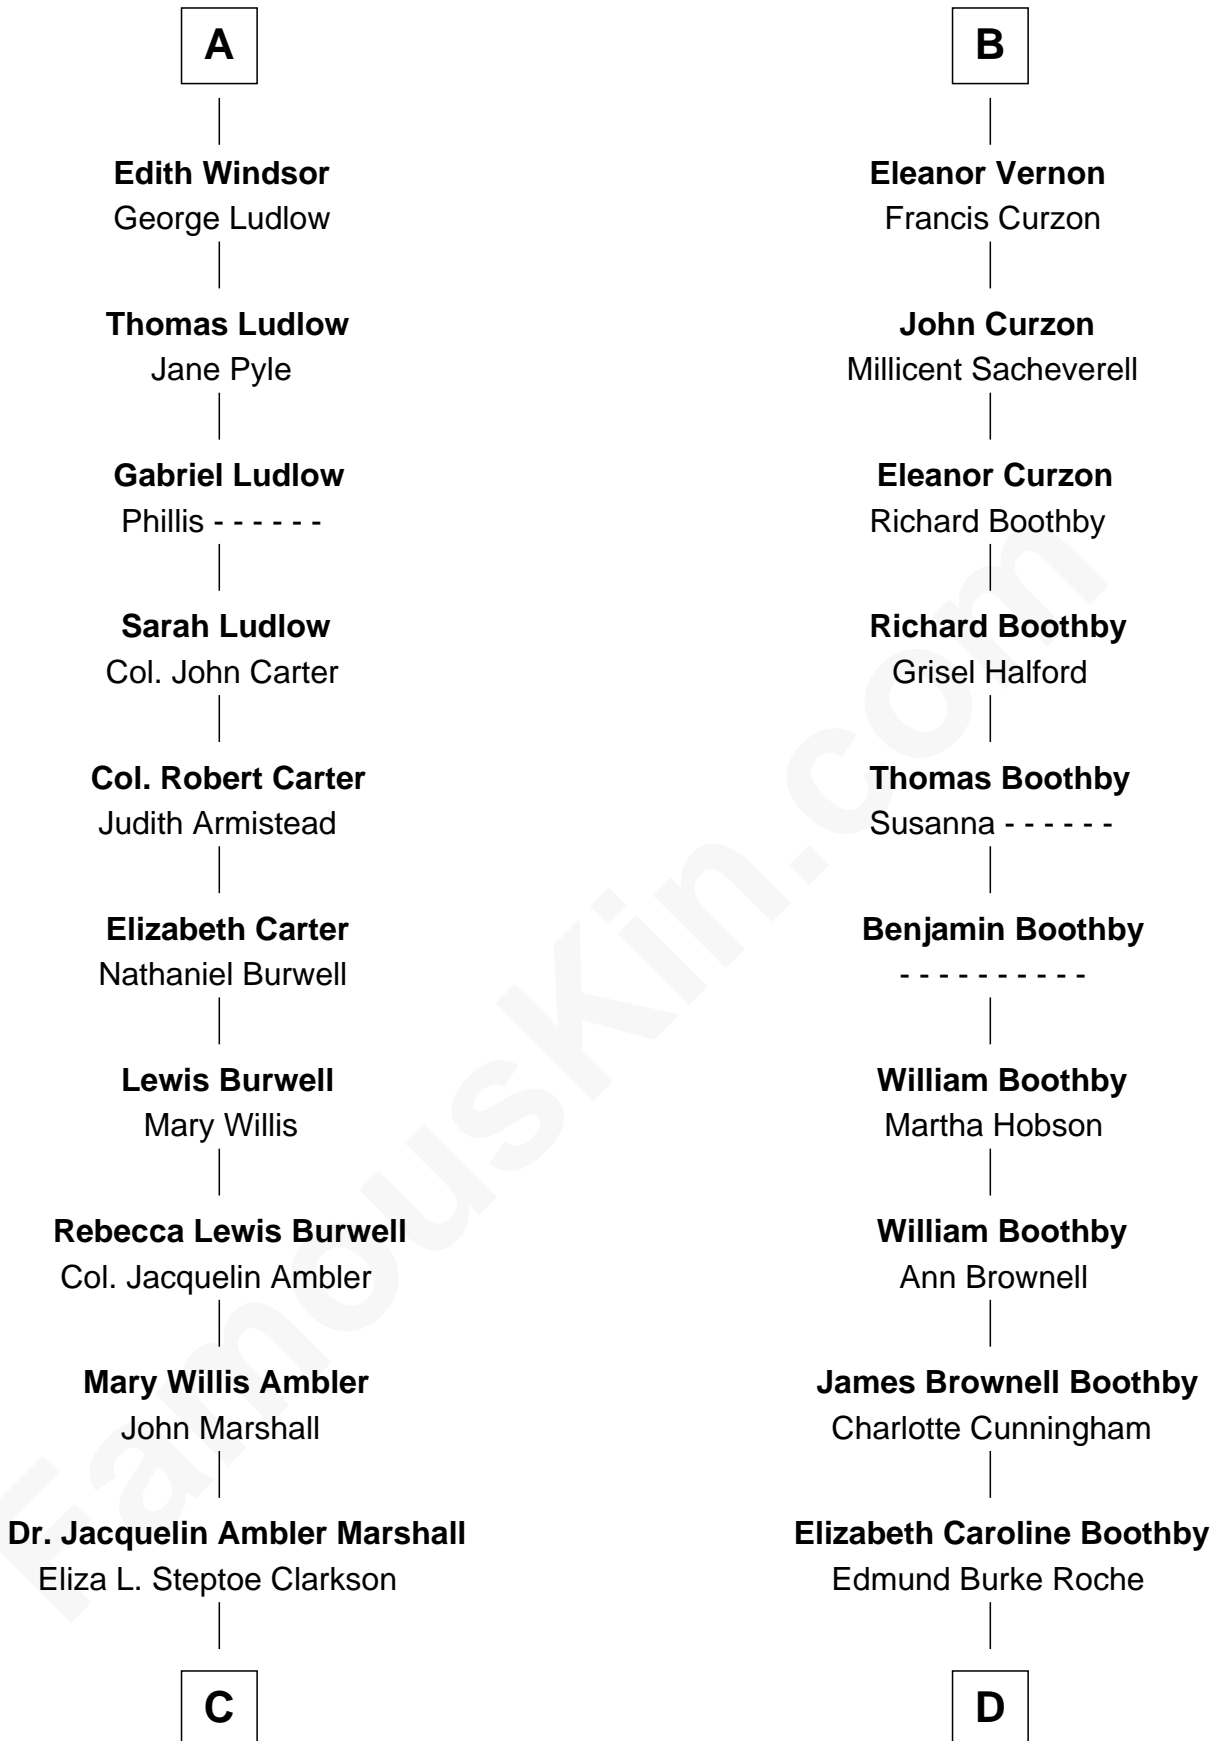 A
Edith Windsor
George Ludlow
Thomas Ludlow
Jane Pyle
Gabriel Ludlow
Phillis - - - - - -
Sarah Ludlow
Col. John Carter
Col. Robert Carter
Judith Armistead
Elizabeth Carter
Nathaniel Burwell
Lewis Burwell
Mary Willis
Rebecca Lewis Burwell
Col. Jacquelin Ambler
Mary Willis Ambler
John Marshall
Dr. Jacquelin Ambler Marshall
Eliza L. Steptoe Clarkson
C
B
Eleanor Vernon
Francis Curzon
John Curzon
Millicent Sacheverell
Eleanor Curzon
Richard Boothby
Richard Boothby
Grisel Halford
Thomas Boothby
Susanna - - - - - -
Benjamin Boothby
- - - - - - - - - -
William Boothby
Martha Hobson
William Boothby
Ann Brownell
James Brownell Boothby
Charlotte Cunningham
Elizabeth Caroline Boothby
Edmund Burke Roche
D
FamousKin.com